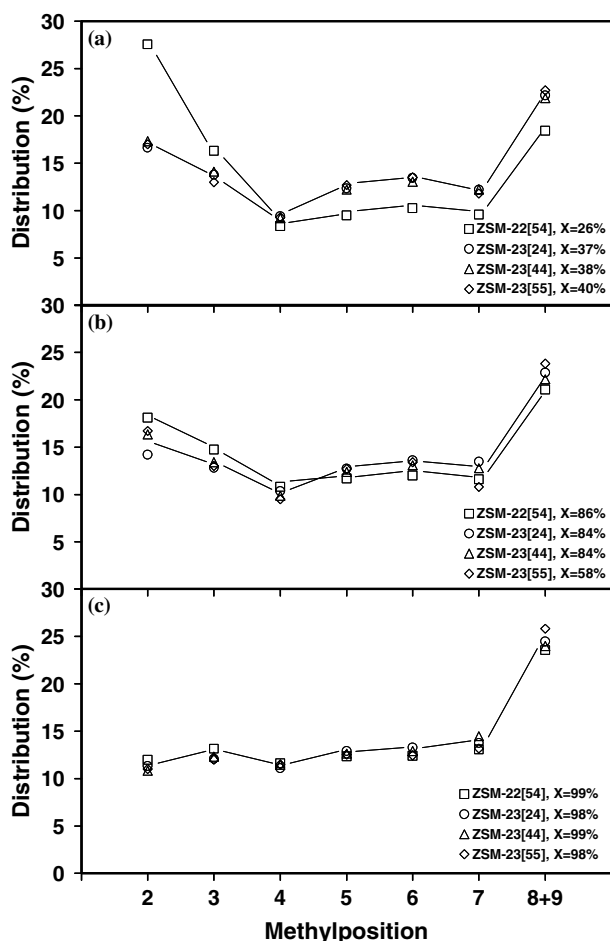 30
(a)
25
20
15
10
5
Distribution (%)
ZSM-22[54], X=26%
ZSM-23[24], X=37%
ZSM-23[44], X=38%
ZSM-23[55], X=40%
30
(b)
25
20
15
10
5
Distribution (%)
ZSM-22[54], X=86%
ZSM-23[24], X=84%
ZSM-23[44], X=84%
ZSM-23[55], X=58%
30
(c)
25
20
15
10
5
0
Distribution (%)
ZSM-22[54], X=99%
ZSM-23[24], X=98%
ZSM-23[44], X=99%
ZSM-23[55], X=98%
2 3 4 5 6 7 8+9
Methylposition